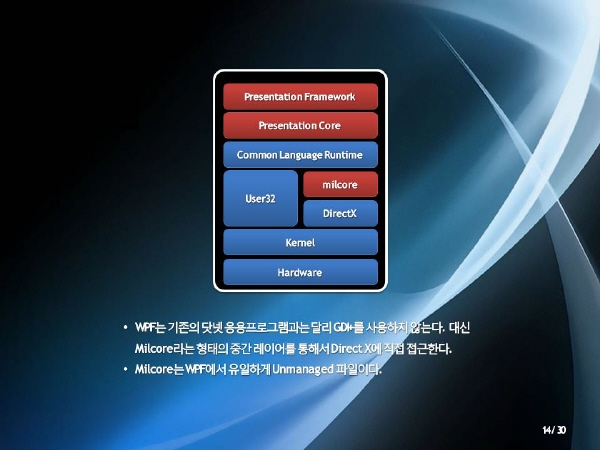 Presentation Framework
Presentation Core
Common Language Runtime
User32
milcore
DirectX
Kernel
Hardware
• WPF는 기존의 닷넷 응용프로그램과는 달리 GDI+를 사용하지 않는다. 대신
Milcore라는 형태의 중간 레이어를 통해서 Direct X에 직접 접근한다.
• Milcore는 WPF에서 유일하게 Unmanaged 파일이다.
14 / 30